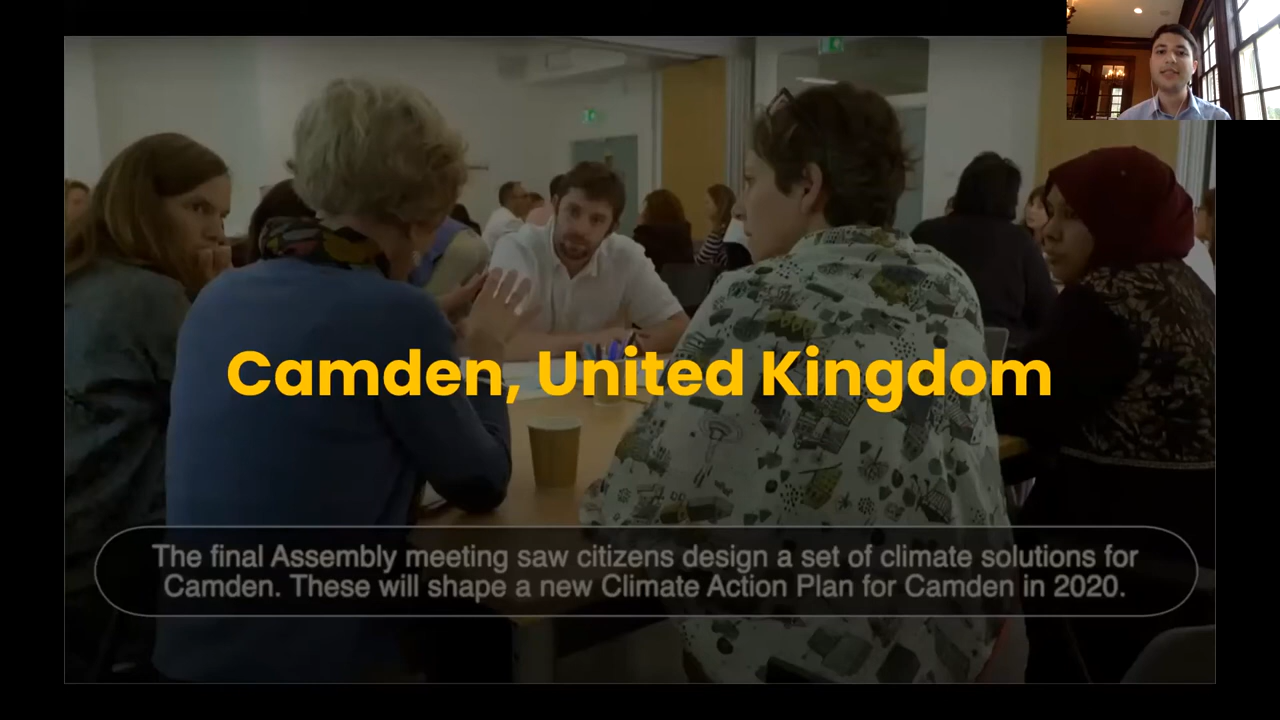 Camden, United Kingdom
The final Assembly meeting saw citizens design a set of climate solutions for
Camden. These will shape a new Climate Action Plan for Camden in 2020.